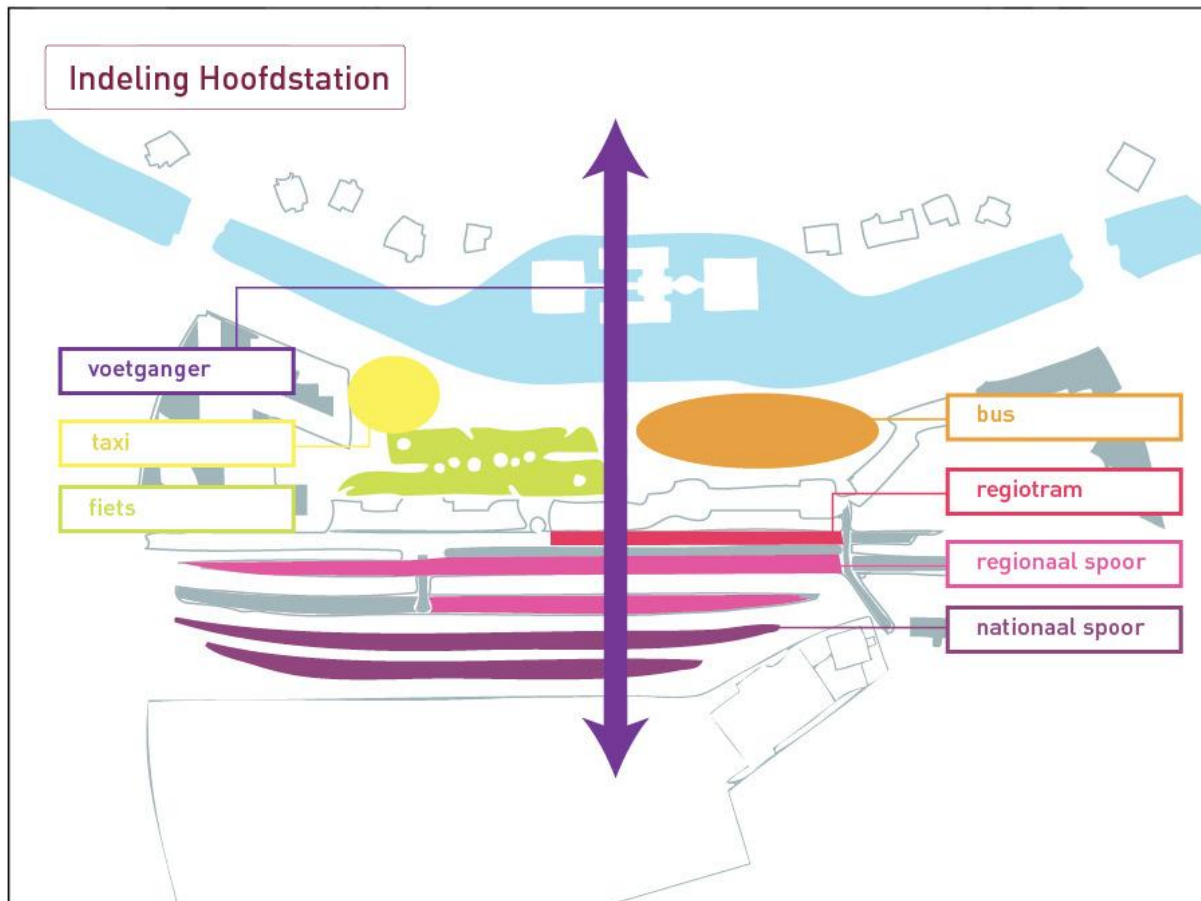 Indeling Hoofdstation
voetganger
taxi
fiets
bus
regiotram
regionaal spoor
nationaal spoor